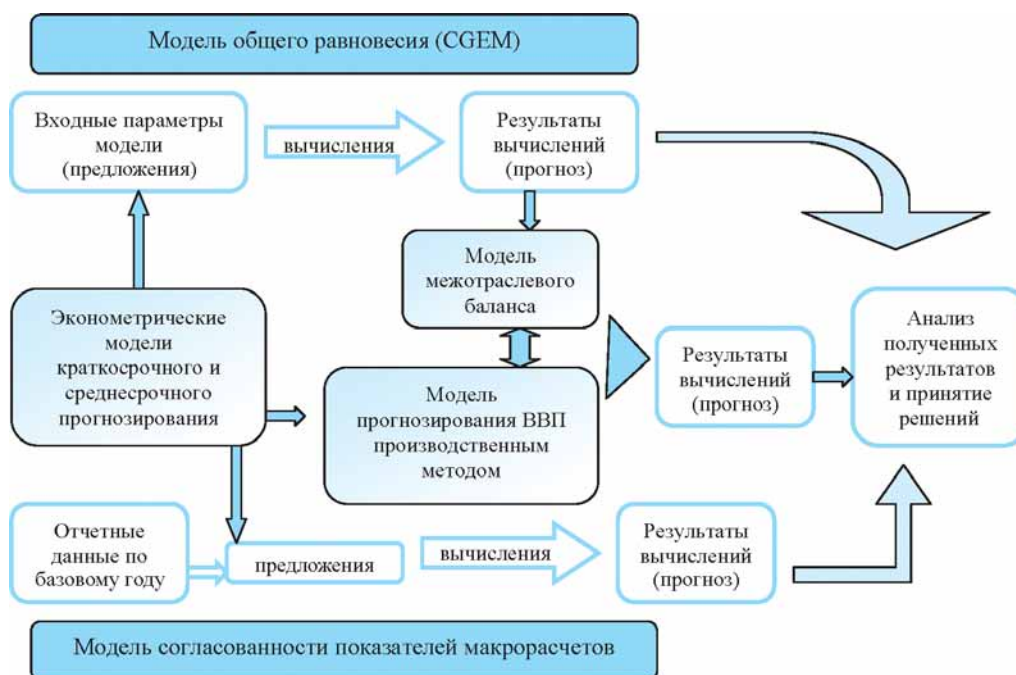 Модель общего равновесия (CGEM)
Входные параметры
модели
(предложения)
вычисления
Результаты
вычислений
(прогноз)
Модель
межотраслевого
баланса
Эконометрические
модели
краткосрочного и
среднесрочного
прогнозирования
Модель
прогнозирования ВВП
производственным
методом
Результаты
вычислений
(прогноз)
Анализ
полученных
результатов
и принятие
решений
Отчетные
данные по
базовому году
предложения
вычисления
Результаты
вычислений
(прогноз)
Модель согласованности показателей макрорасчетов